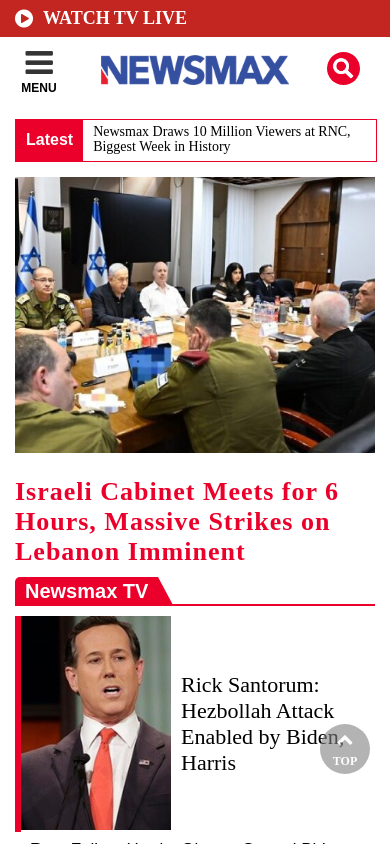 WATCH TV LIVE
MENU
NEWSMAX
Latest
Newsmax Draws 10 Million Viewers at RNC,
Biggest Week in History
Israeli Cabinet Meets for 6
Hours, Massive Strikes on
Lebanon Imminent
Newsmax TV
Rick Santorum:
Hezbollah Attack
Enabled by Biden,
Harris
TOP